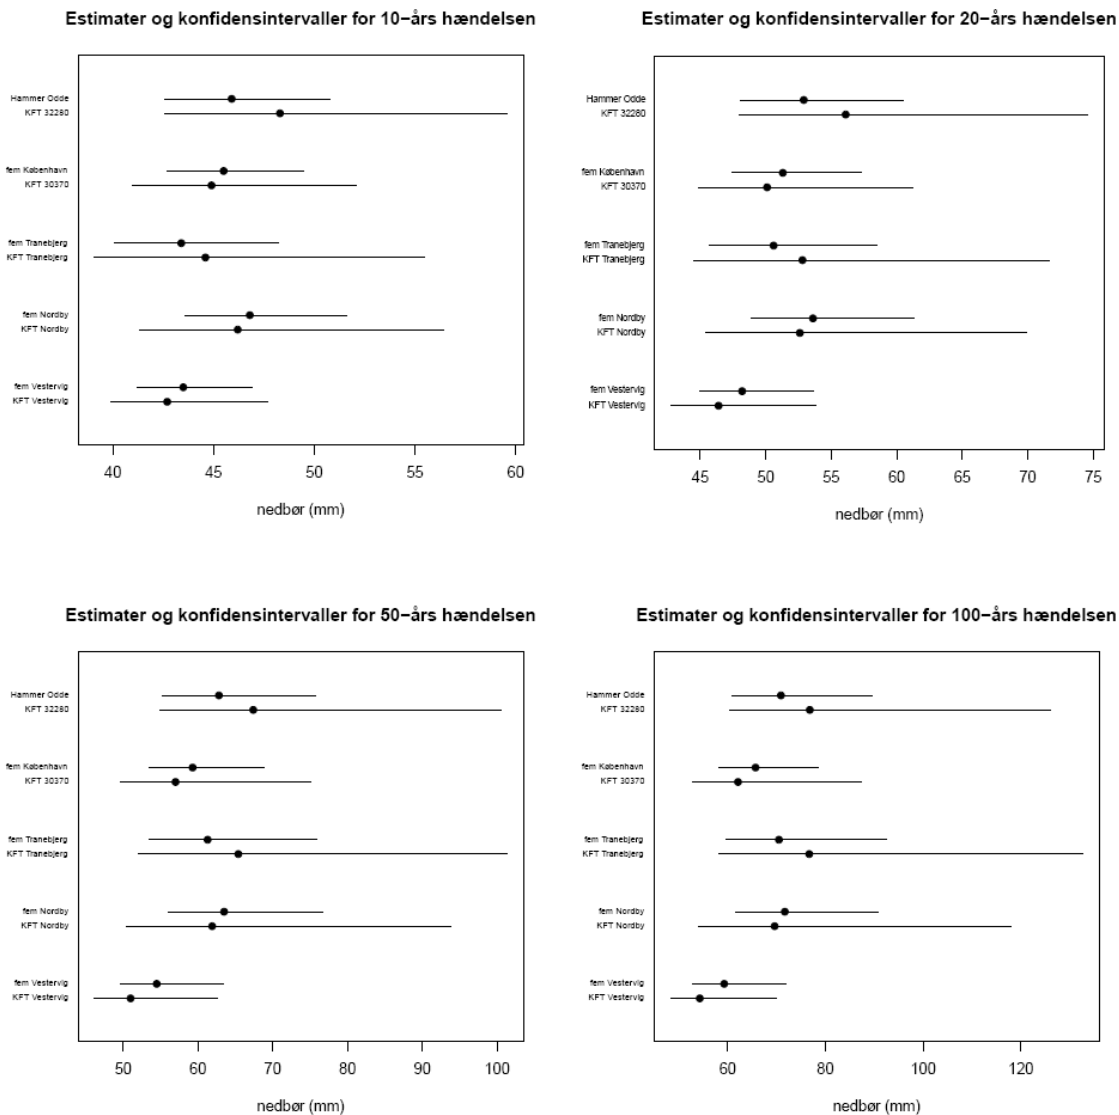 Estimater og konfidensintervaller for 10−års hændelsen
Hammer Odde
KFT 32280
fem København
KFT 30370
fem Tranebjerg
KFT Tranebjerg
fem Nordby
KFT Nordby
fem Vestervig
KFT Vestervig
40 45 50 55 60
nedbør (mm)
Estimater og konfidensintervaller for 20−års hændelsen
Hammer Odde
KFT 32280
fem København
KFT 30370
fem Tranebjerg
KFT Tranebjerg
fem Nordby
KFT Nordby
fem Vestervig
KFT Vestervig
45 50 55 60 65 70 75
nedbør (mm)
Estimater og konfidensintervaller for 50−års hændelsen
Hammer Odde
KFT 32280
fem København
KFT 30370
fem Tranebjerg
KFT Tranebjerg
fem Nordby
KFT Nordby
fem Vestervig
KFT Vestervig
50 60 70 80 90 100
nedbør (mm)
Estimater og konfidensintervaller for 100−års hændelsen
Hammer Odde
KFT 32280
fem København
KFT 30370
fem Tranebjerg
KFT Tranebjerg
fem Nordby
KFT Nordby
fem Vestervig
KFT Vestervig
60 80 100 120
nedbør (mm)